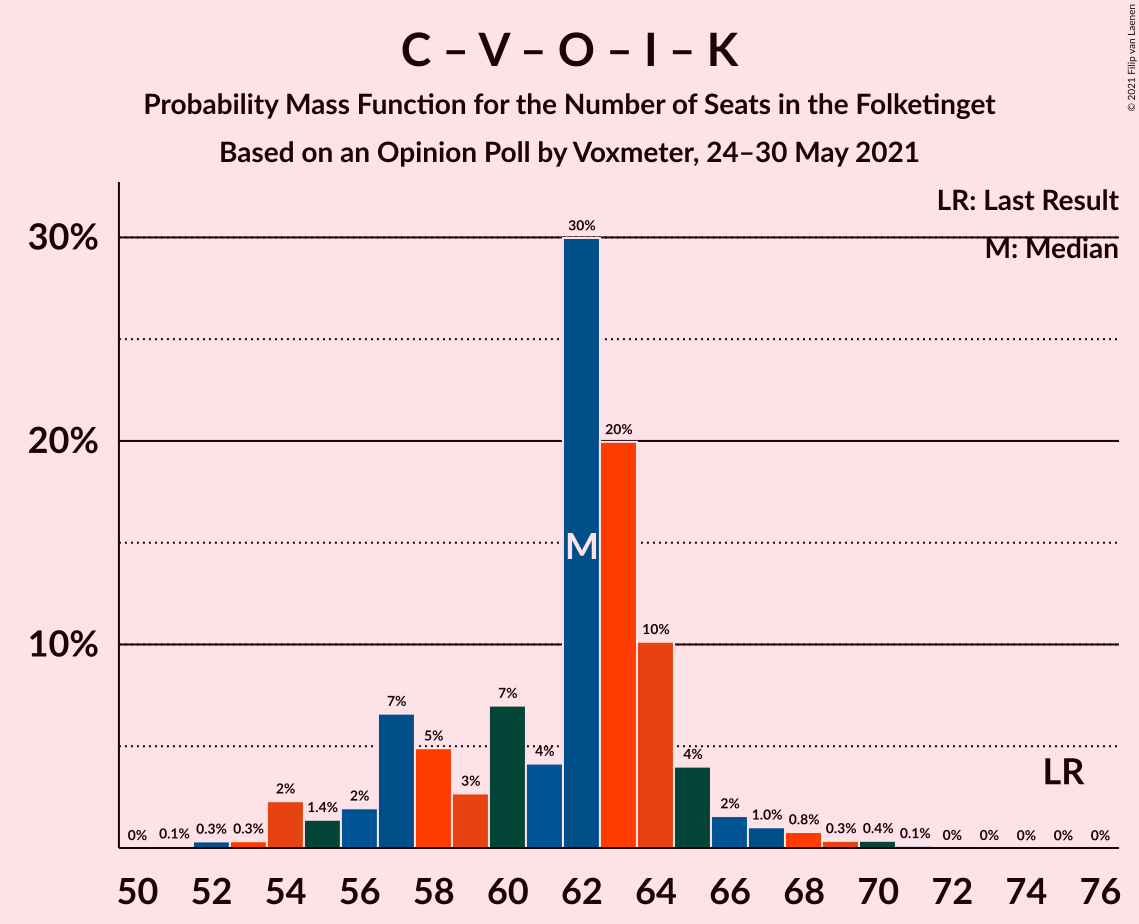 C – V – O – I – K
Probability Mass Function for the Number of Seats in the Folketinget
Based on an Opinion Poll by Voxmeter, 24–30 May 2021
© 2021 Filip van Laenen
LR: Last Result
M: Median
30%
20%
10%
0% 0.1% 0.3% 0.3% 2% 1.4% 2% 7% 5% 3% 7% 4% 30% 20% 10% 4% 2% 1.0% 0.8% 0.3% 0.4% 0.1% 0% 0% 0% 0% 0%
M
LR
50 52 54 56 58 60 62 64 66 68 70 72 74 76